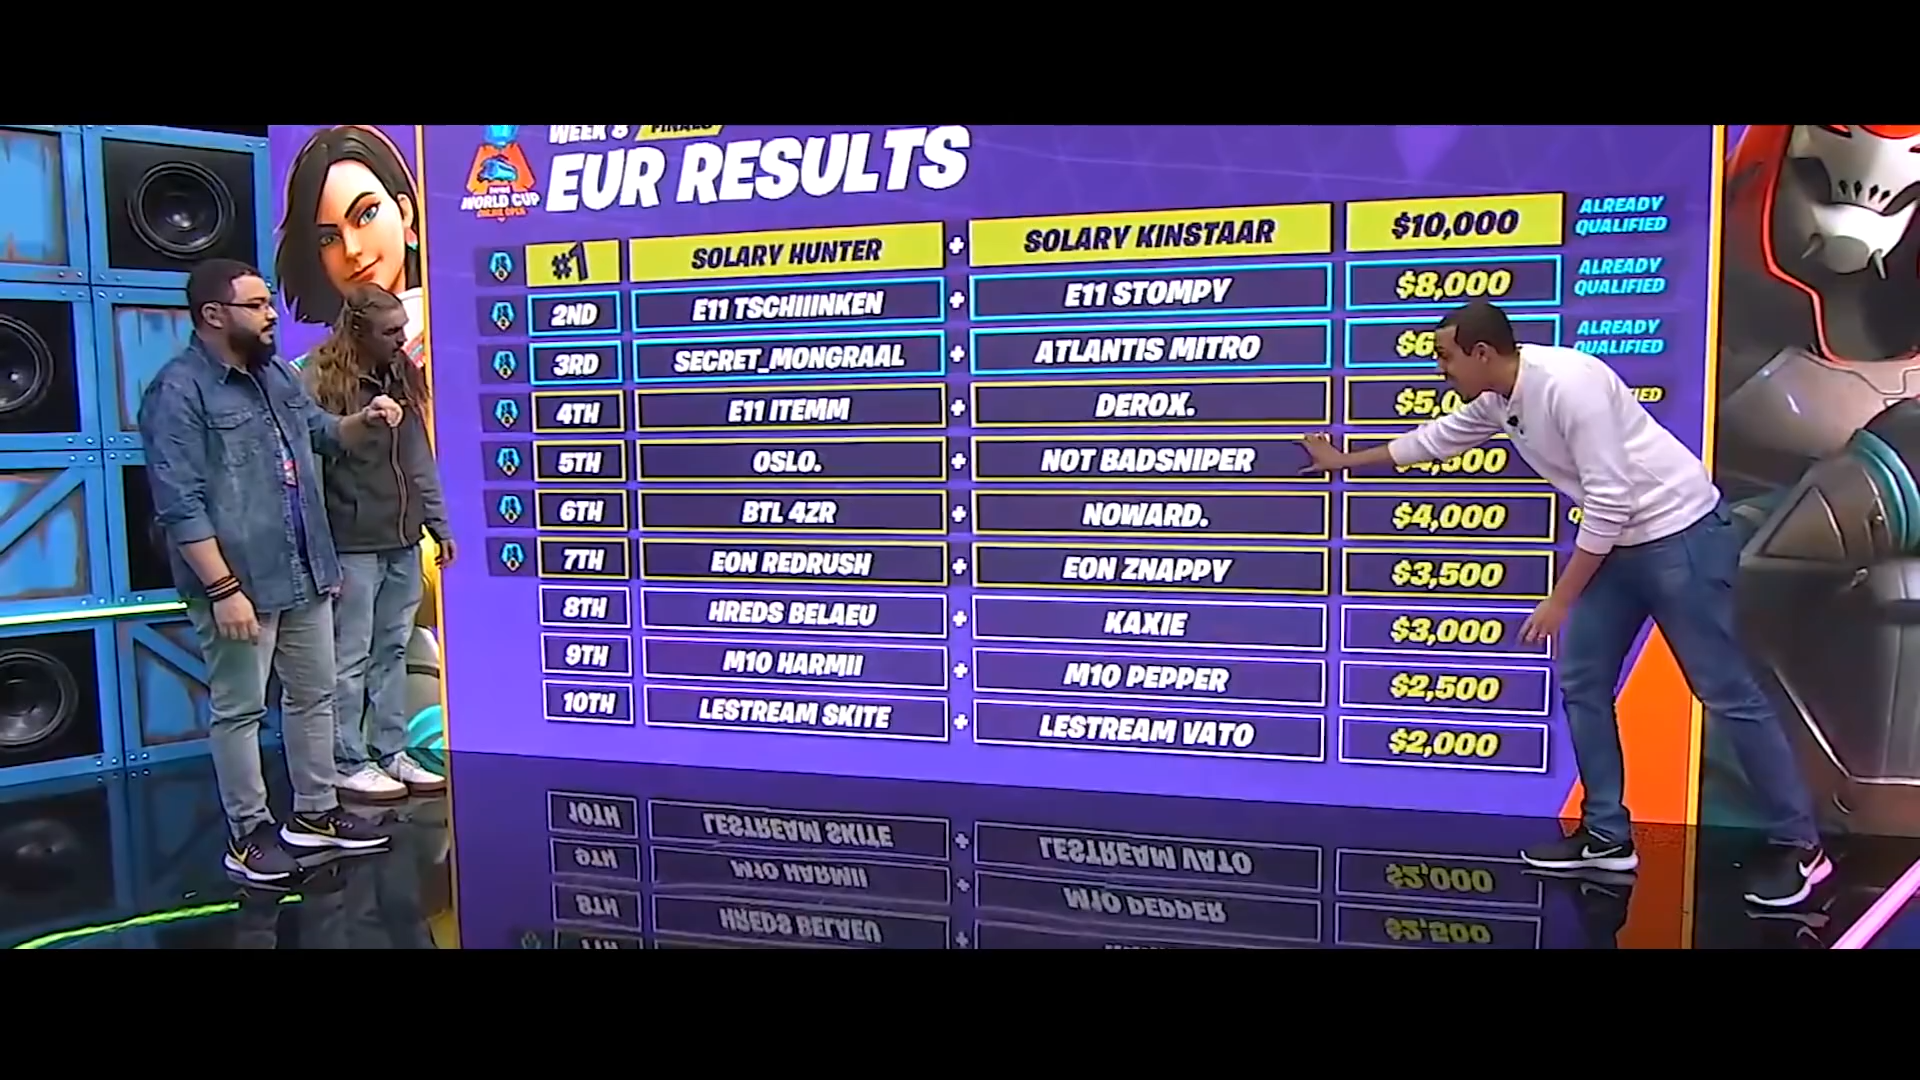 WEEK 8 FINALS
EUR RESULTS
WORLD CUP
ONLINE OPEN
#1 SOLARY HUNTER + SOLARY KINSTAAR $10,000 ALREADY QUALIFIED
2ND E11 TSCHIIINKEN + E11 STOMPY $8,000 ALREADY QUALIFIED
3RD SECRET_MONGRAAL + ATLANTIS MITRO ALREADY QUALIFIED
4TH E11 ITEMM + DEROX.
5TH OSLO. + NOT BADSNIPER
6TH BTL 4ZR + NOWARD. $4,000
7TH EON REDRUSH + EON ZNAPPY $3,500
8TH HREDS BELAEU + KAXIE $3,000
9TH M10 HARMII + M10 PEPPER $2,500
10TH LESTREAM SKITE + LESTREAM VATO $2,000